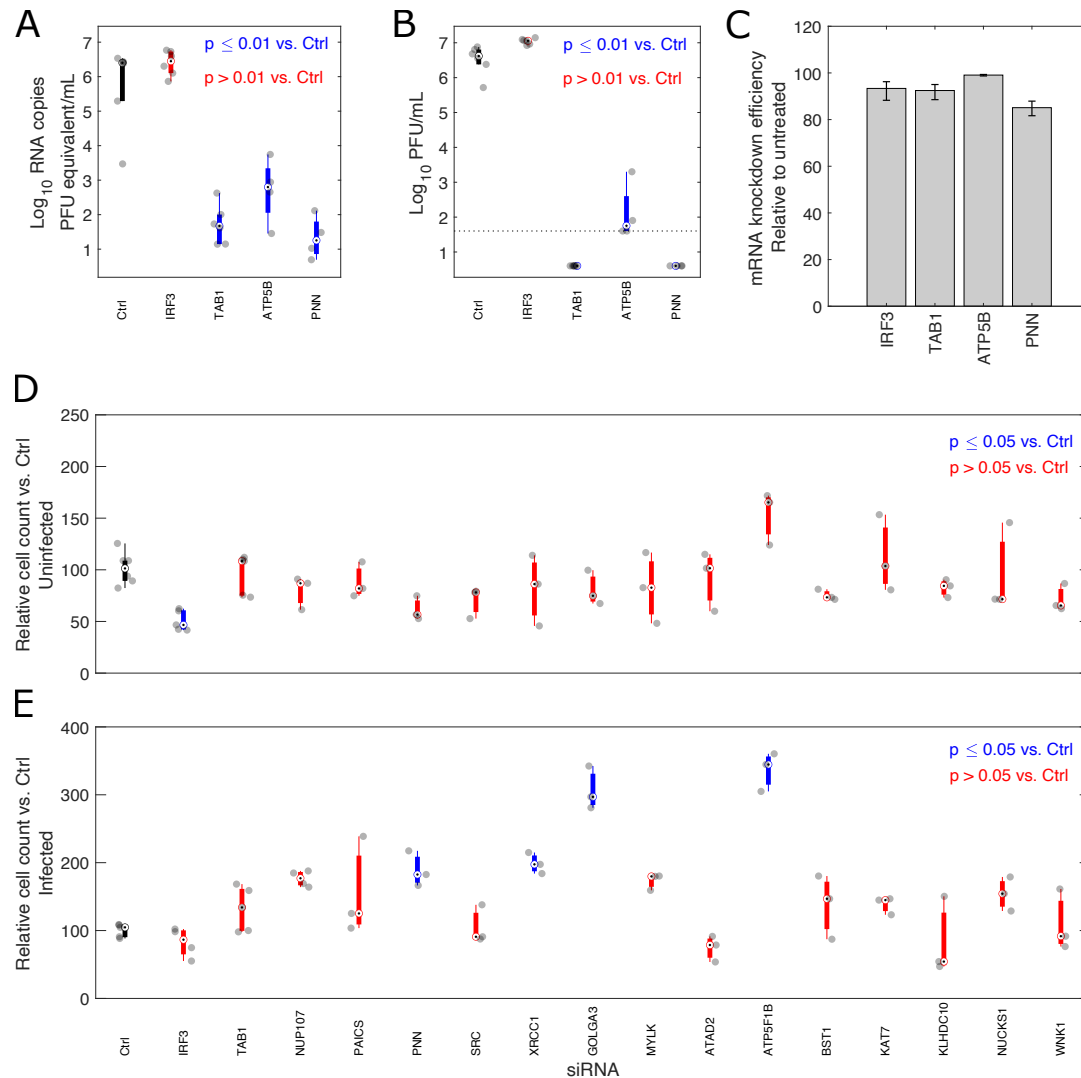 A
Log10 RNA copies
PFU equivalent/mL
7
6
5
4
3
2
1
p ≤ 0.01 vs. Ctrl
p > 0.01 vs. Ctrl
Ctrl
IRF3
TAB1
ATP5B
PNN
B
Log10 PFU/mL
7
6
5
4
3
2
1
p ≤ 0.01 vs. Ctrl
p > 0.01 vs. Ctrl
Ctrl
IRF3
TAB1
ATP5B
PNN
C
mRNA knockdown efficiency
Relative to untreated
120
100
80
60
40
20
0
IRF3
TAB1
ATP5B
PNN
D
Relative cell count vs. Ctrl
Uninfected
250
200
150
100
50
0
p ≤ 0.05 vs. Ctrl
p > 0.05 vs. Ctrl
E
Relative cell count vs. Ctrl
Infected
400
300
200
100
0
p ≤ 0.05 vs. Ctrl
p > 0.05 vs. Ctrl
Ctrl
IRF3
TAB1
NUP107
PAICS
PNN
SRC
XRCC1
GOLGA3
MYLK
ATAD2
ATP5F1B
BST1
KAT7
KLHDC10
NUCKS1
WNK1
siRNA